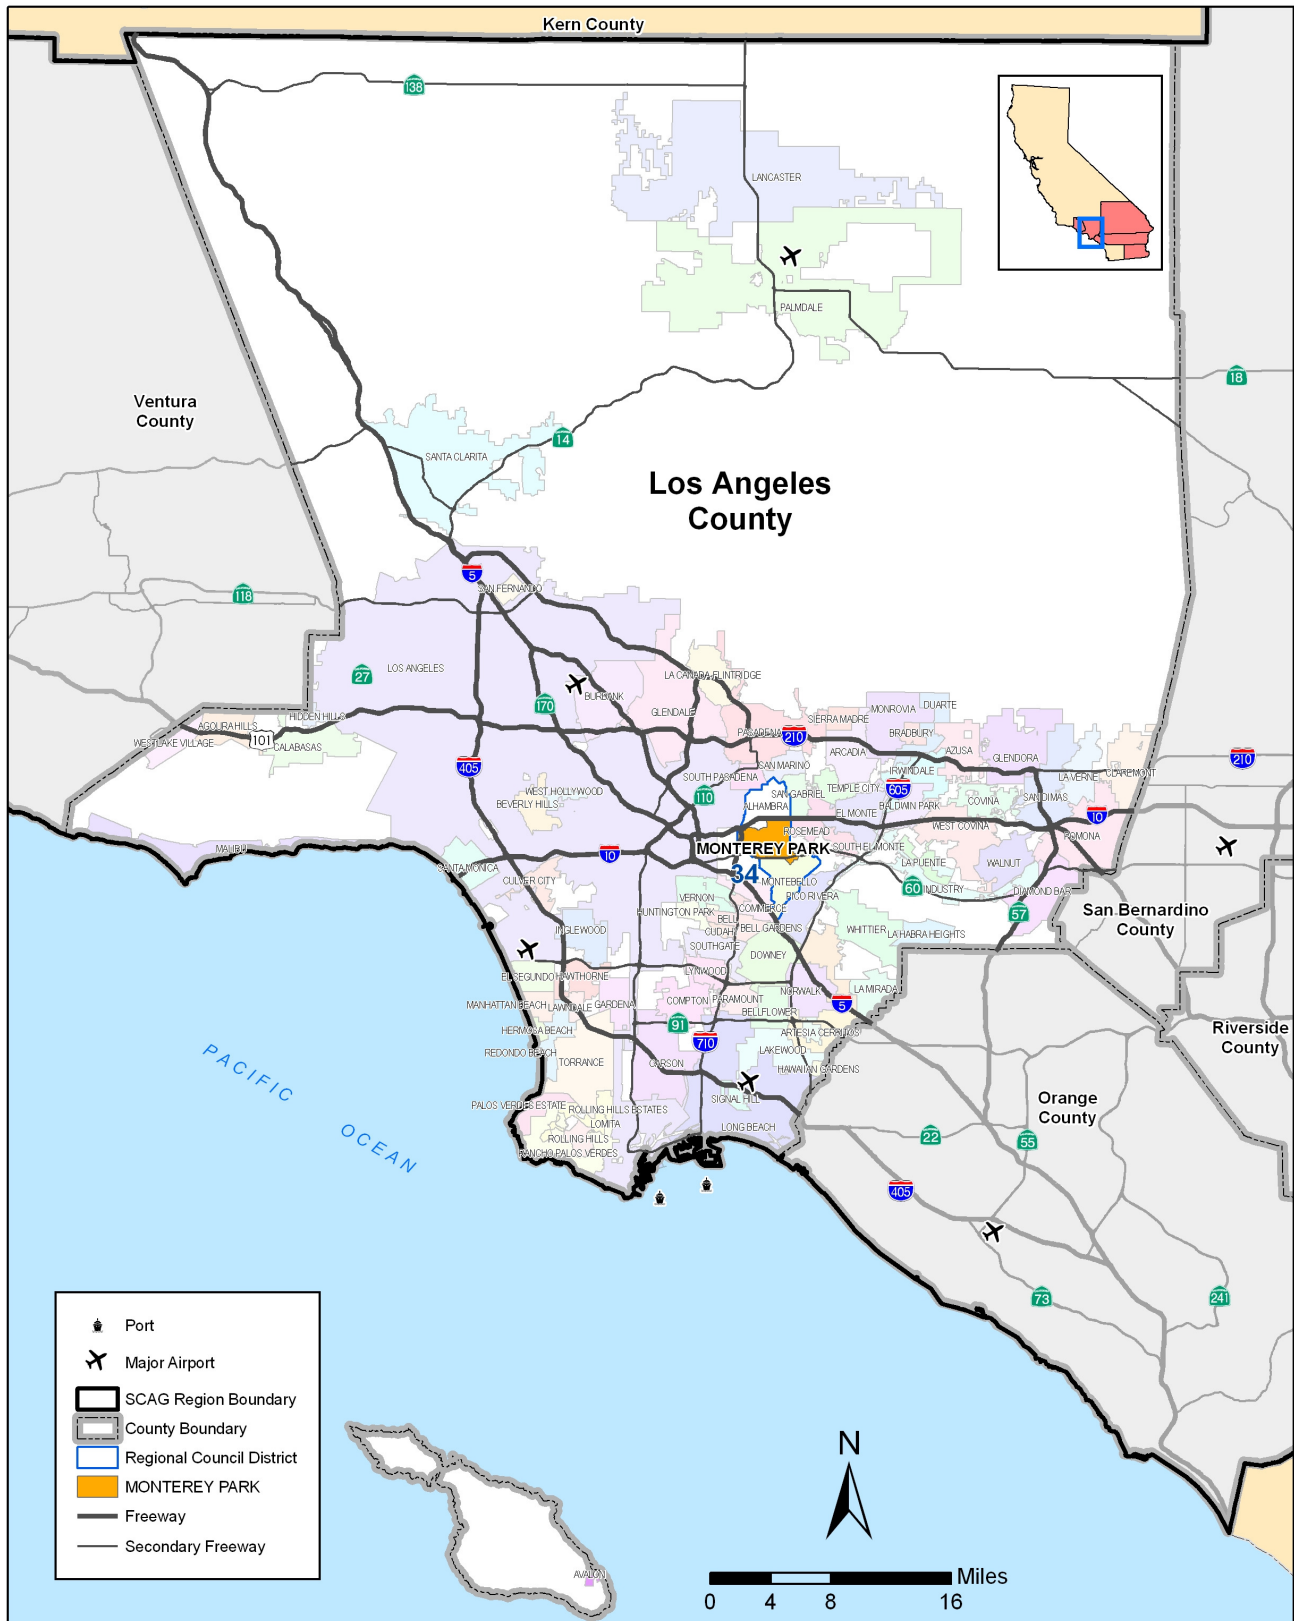 Kern County
138
LANCASTER
PALMDALE
18
Ventura
County
14
SANTA CLARITA
Los Angeles
County
5
SAN FERNANDO
118
27
LOS ANGELES
LA CANADA FLINTRIDGE
BURBANK
170
GLENDALE
MONROVIA
DUARTE
SIERRA MADRE
HIDDEN HILLS
AGOURA HILLS
101
WESTLAKE VILLAGE
CALABASAS
PASADENA
210
BRADBURY
ARCADIA
AZUSA
GLENDORA
210
405
SAN MARINO
IRWINDALE
LA VERNE
CLAREMONT
SOUTH PASADENA
WEST HOLLYWOOD
BEVERLY HILLS
110
SAN GABRIEL
TEMPLE CITY
605
ALHAMBRA
BALDWIN PARK
COVINA
SAN DIMAS
EL MONTE
10
ROSEMEAD
WEST COVINA
POMONA
MALIBU
10
MONTEREY PARK
SOUTH EL MONTE
SANTA MONICA
LA PUENTE
WALNUT
34
CULVER CITY
MONTEBELLO
60
INDUSTRY
DIAMOND BAR
VERNON
PICO RIVERA
HUNTINGTON PARK
COMMERCE
57
San Bernardino
County
BELL
BELL GARDENS
INGLEWOOD
CUDAHY
WHITTIER
LA HABRA HEIGHTS
SOUTHGATE
DOWNEY
EL SEGUNDO
HAWTHORNE
LYNWOOD
NORWALK
LA MIRADA
MANHATTAN BEACH
LAWNDALE
GARDENA
COMPTON
PARAMOUNT
5
BELLFLOWER
91
HERMOSA BEACH
ARTESIA
CERRITOS
710
Riverside
County
REDONDO BEACH
LAKEWOOD
TORRANCE
CARSON
HAWAIIAN GARDENS
PACIFIC
OCEAN
SIGNAL HILL
Orange
County
PALOS VERDES ESTATE
ROLLING HILLS ESTATES
LOMITA
LONG BEACH
22
55
ROLLING HILLS
RANCHO PALOS VERDES
405
73
241
Port
Major Airport
SCAG Region Boundary
County Boundary
Regional Council District
MONTEREY PARK
Freeway
Secondary Freeway
AVALON
N
Miles
0 4 8 16